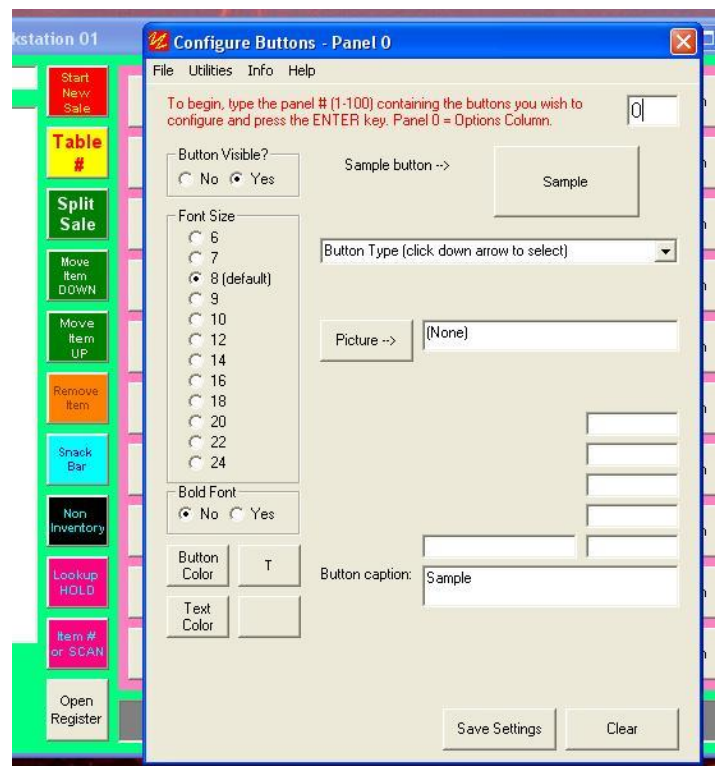 kstation 01
Start
New
Sale
Table
#
Split
Sale
Move
Item
DOWN
Move
Item
UP
Remove
Item
Snack
Bar
Non
Inventory
Lookup
HOLD
Item #
or SCAN
Open
Register
Configure Buttons - Panel 0
File Utilities Info Help
To begin, type the panel # (1-100) containing the buttons you wish to
configure and press the ENTER key. Panel 0 = Options Column.
0
Button Visible?
No Yes
Sample button -->
Sample
Font Size
6
7
8 (default)
9
10
12
14
16
18
20
22
24
Button Type (click down arrow to select)
Picture -->
(None)
Bold Font
No Yes
Button
Color
T
Text
Color
Button caption:
Sample
Save Settings
Clear